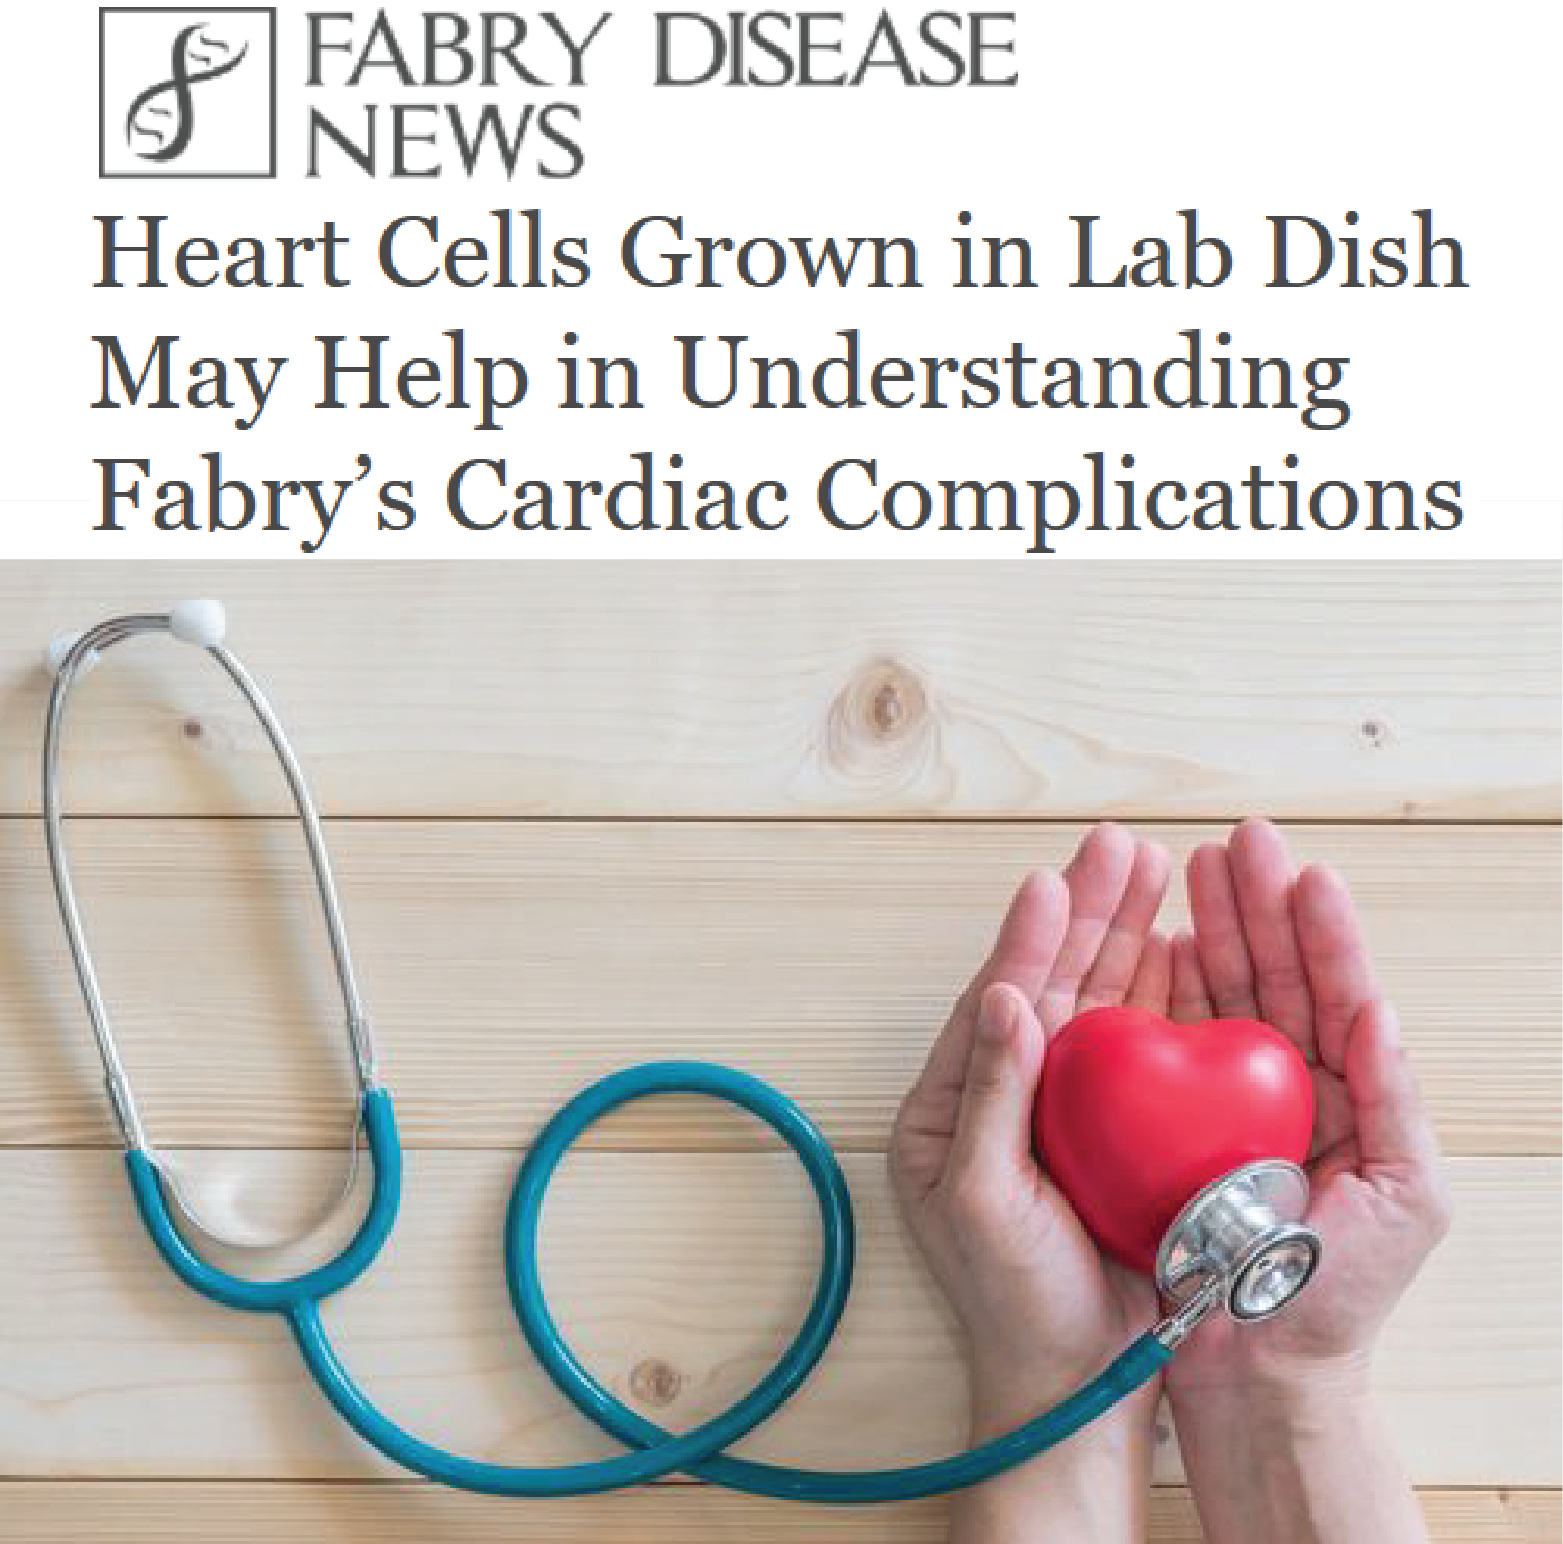 FABRY DISEASE
NEWS
Heart Cells Grown in Lab Dish
May Help in Understanding
Fabry’s Cardiac Complications